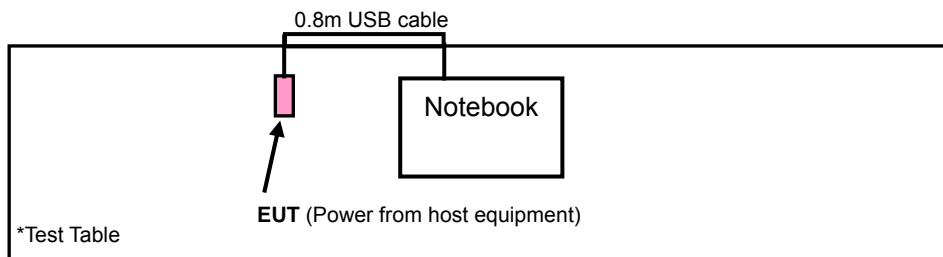 0.8m USB cable
Notebook
EUT (Power from host equipment)
*Test Table